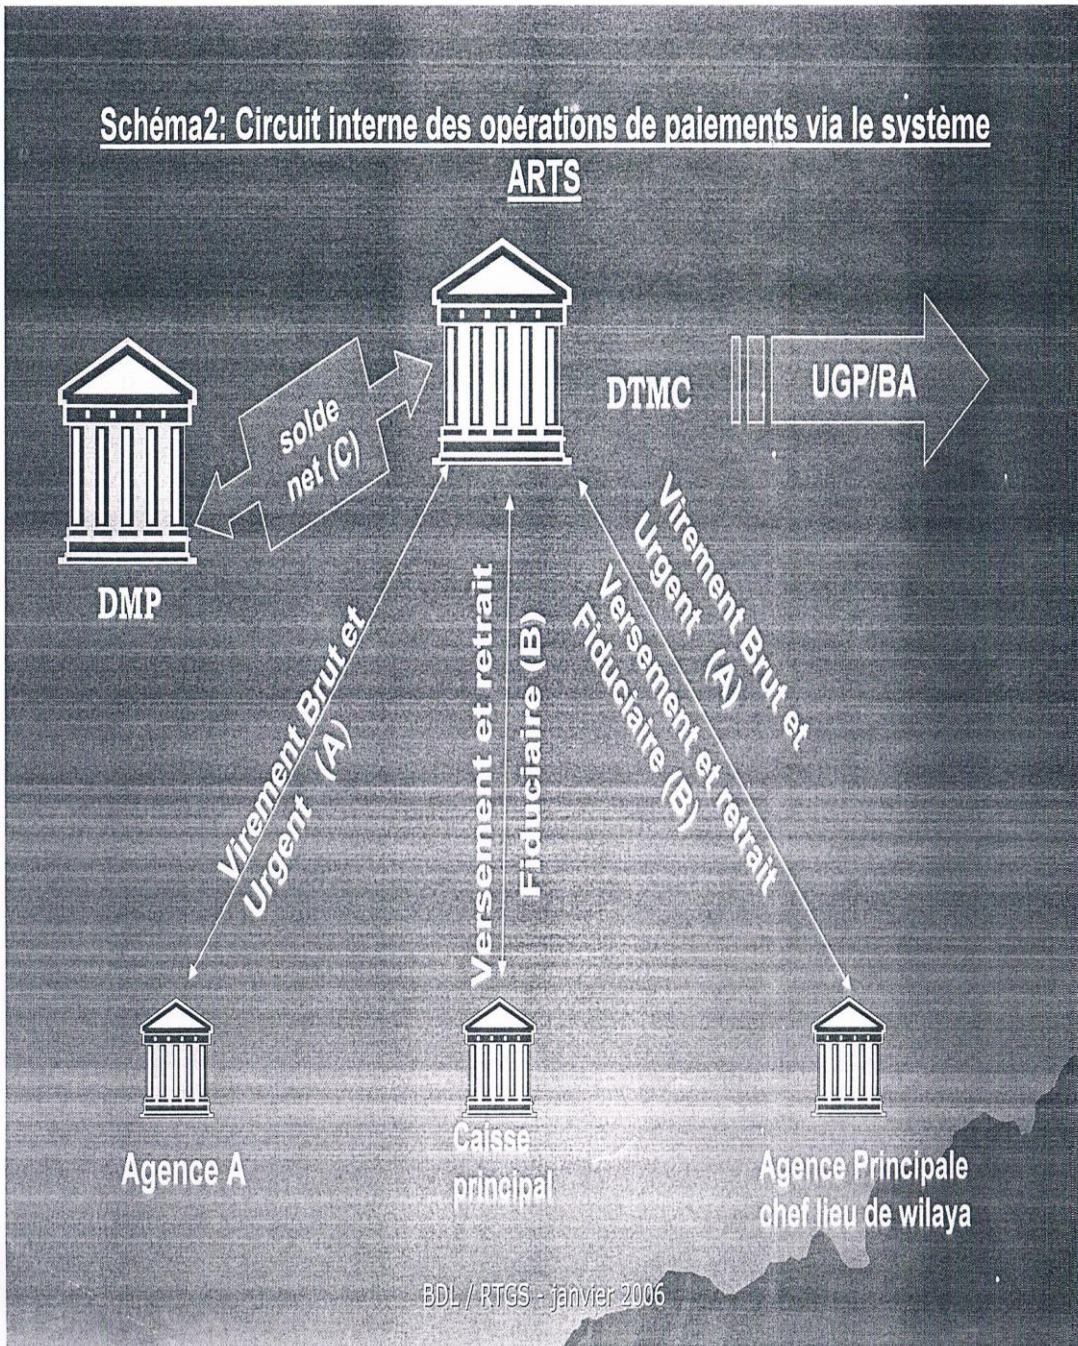 Schéma2: Circuit interne des opérations de paiements via le système
ARTS
DTMC
UGP/BA
solde
net (C)
DMP
Virement Brut et
Urgent (A)
Versement et retrait
Fiduciaire (B)
Virement Brut et
Urgent (A)
Versement et retrait
Fiduciaire (B)
Agence A
Caisse
principal
Agence Principale
chef lieu de wilaya
BDL / RTGS - janvier 2006